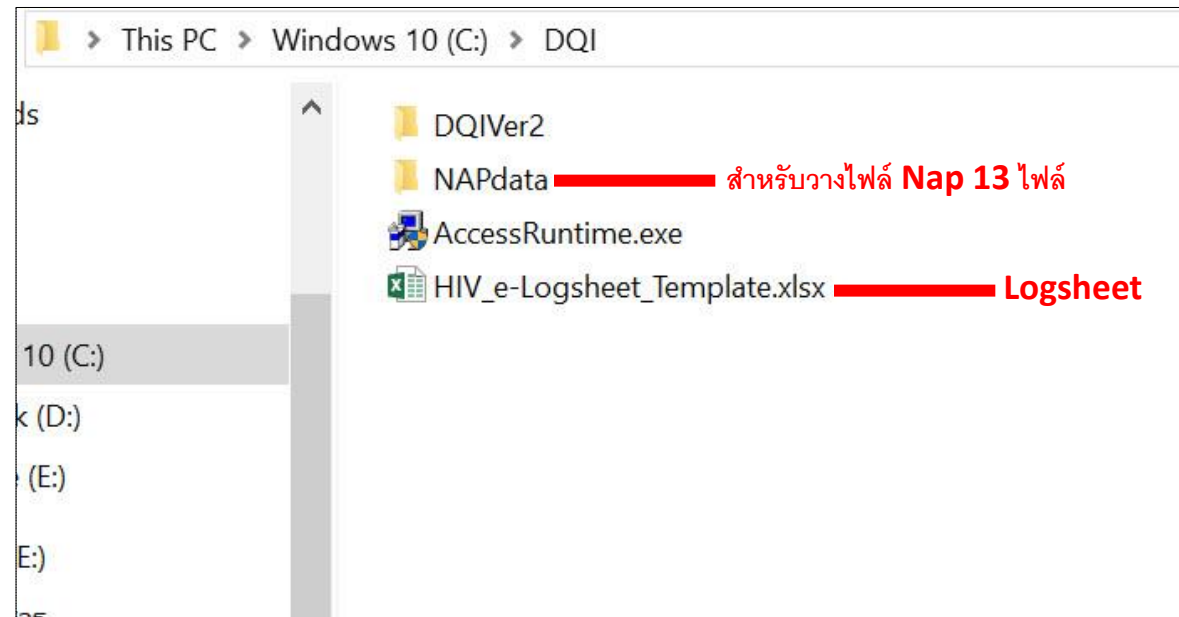 This PC > Windows 10 (C:) > DQI
ds
DQIVer2
NAPdata สำหรับวางไฟล์ Nap 13 ไฟล์
AccessRuntime.exe
HIV_e-Logsheet_Template.xlsx Logsheet
10 (C:)
k (D:)
(E:)
E:)